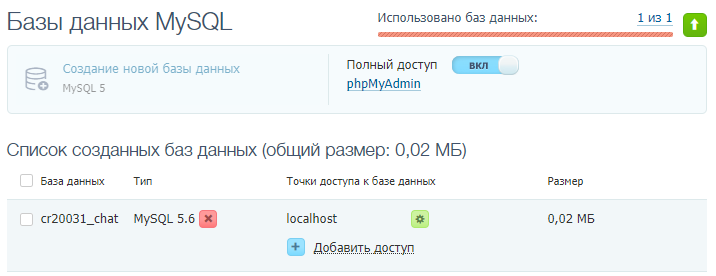 Базы данных MySQL
Использовано баз данных: 1 из 1
Создание новой базы данных
MySQL 5
Полный доступ ВКЛ
phpMyAdmin
Список созданных баз данных (общий размер: 0,02 МБ)
База данных Тип Точки доступа к базе данных Размер
cr20031_chat MySQL 5.6 localhost 0,02 МБ
Добавить доступ